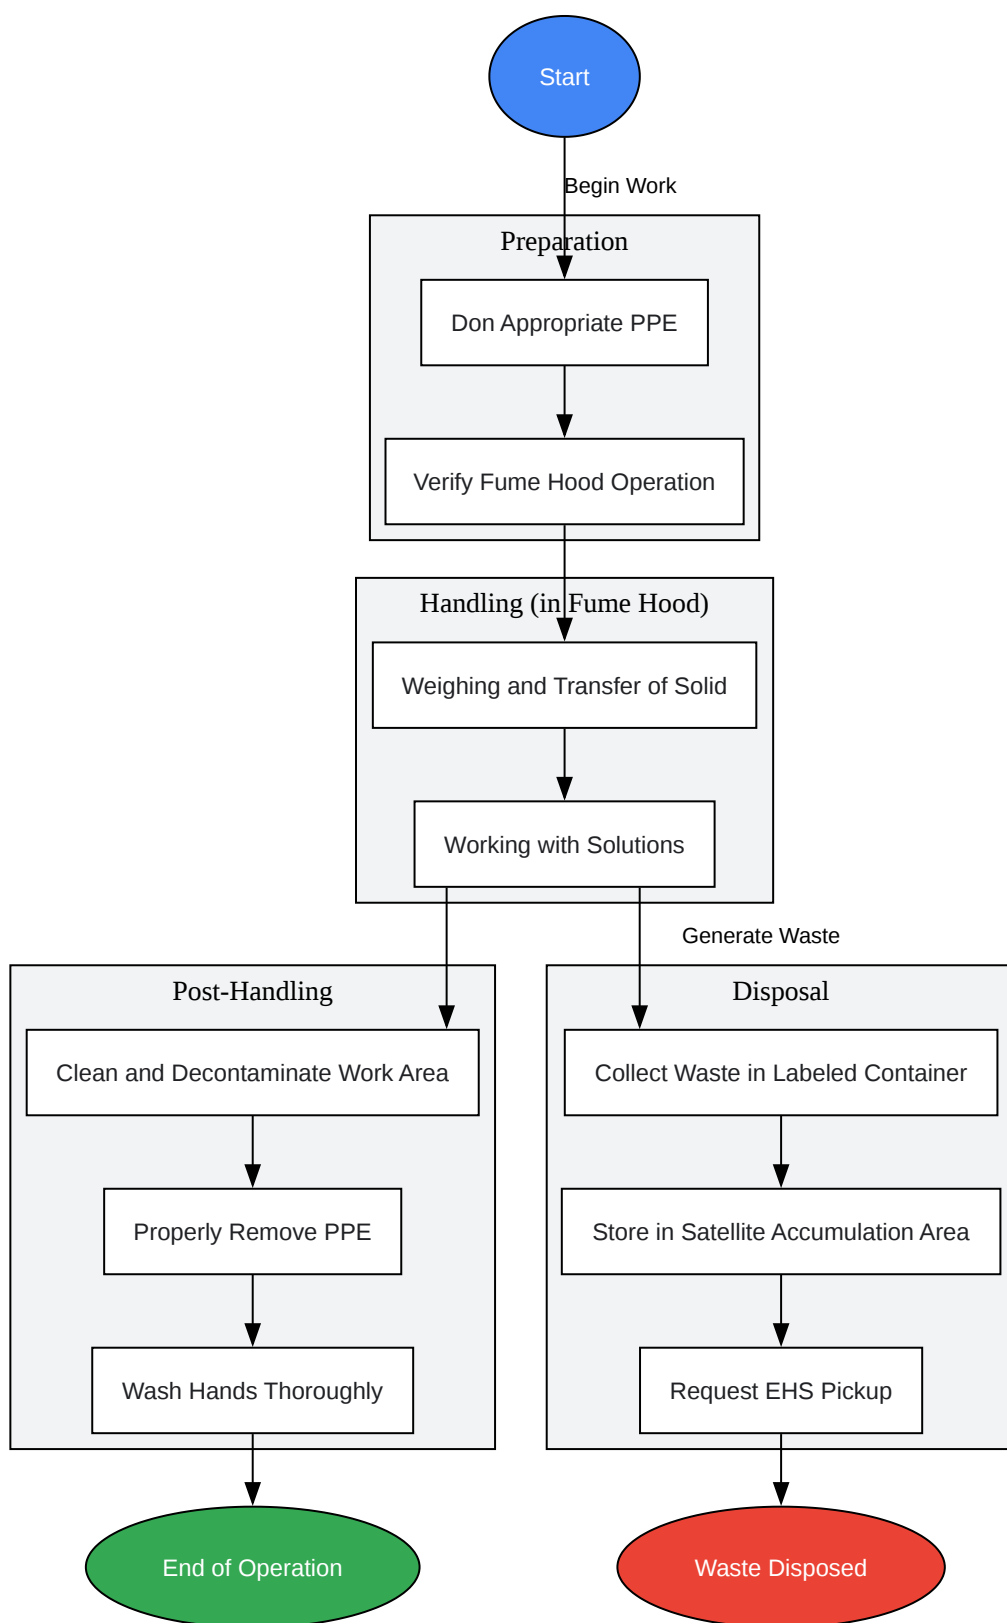 Start
Begin Work
Preparation
Don Appropriate PPE
Verify Fume Hood Operation
Handling (in Fume Hood)
Weighing and Transfer of Solid
Working with Solutions
Generate Waste
Post-Handling
Clean and Decontaminate Work Area
Properly Remove PPE
Wash Hands Thoroughly
End of Operation
Disposal
Collect Waste in Labeled Container
Store in Satellite Accumulation Area
Request EHS Pickup
Waste Disposed